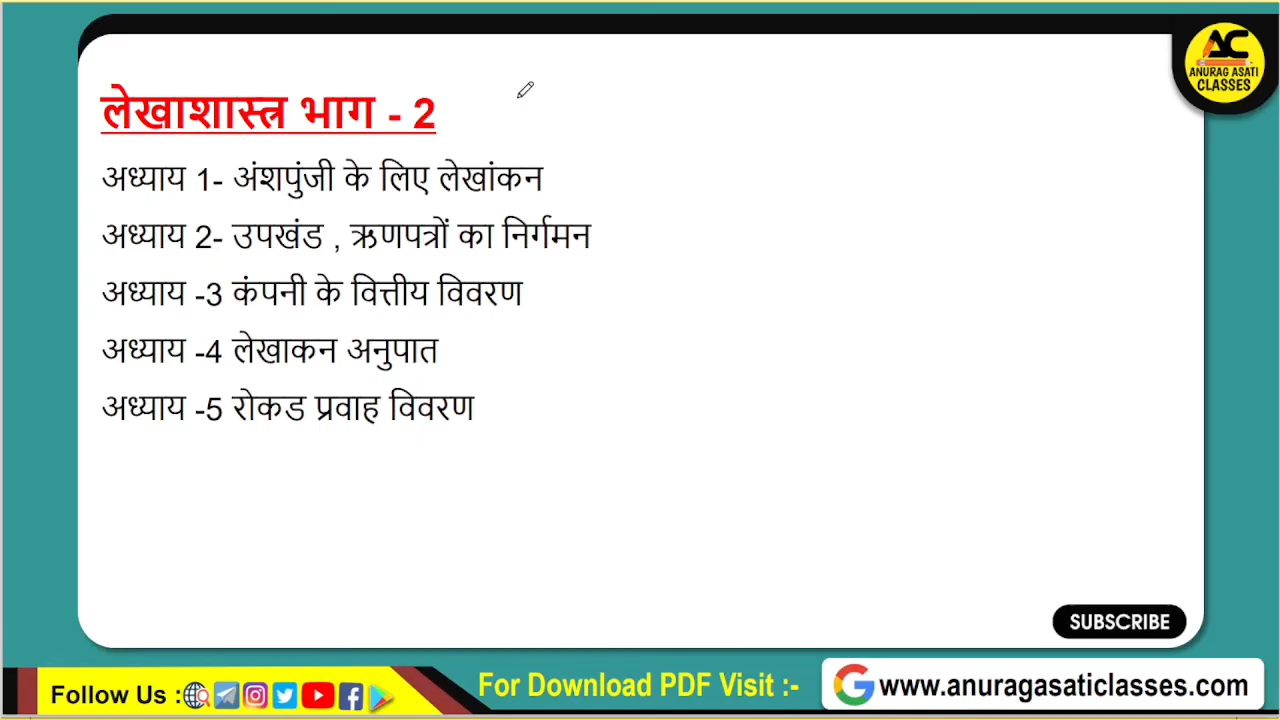 AC
ANURAG ASATI
CLASSES
लेखाशास्त्र भाग - 2
अध्याय 1- अंशपुंजी के लिए लेखांकन
अध्याय 2- उपखंड , ऋणपत्रों का निर्गमन
अध्याय -3 कंपनी के वित्तीय विवरण
अध्याय -4 लेखाकन अनुपात
अध्याय -5 रोकड प्रवाह विवरण
SUBSCRIBE
Follow Us :
For Download PDF Visit :-
www.anuragasaticlasses.com